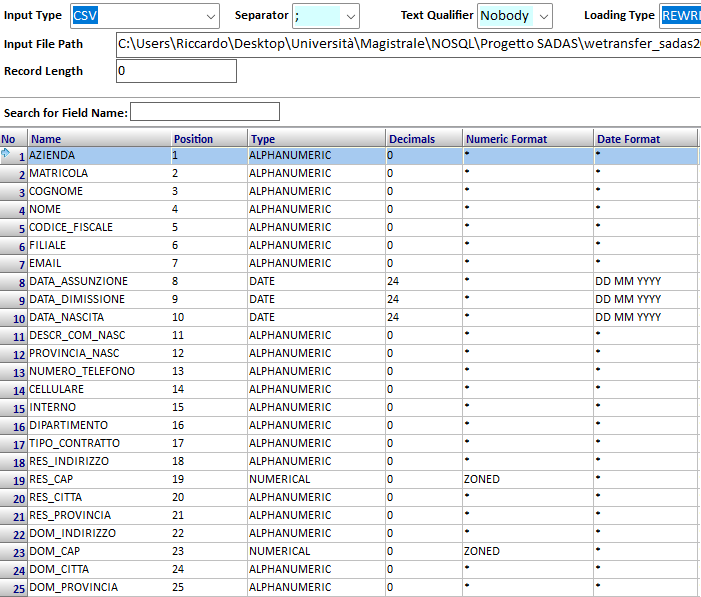 Input Type CSV Separator ; Text Qualifier Nobody Loading Type REWRI
Input File Path C:\Users\Riccardo\Desktop\Università\Magistrale\NOSQL\Progetto SADAS\wetransfer_sadas20
Record Length 0
Search for Field Name:
No Name Position Type Decimals Numeric Format Date Format
1 AZIENDA 1 ALPHANUMERIC 0 * *
2 MATRICOLA 2 ALPHANUMERIC 0 * *
3 COGNOME 3 ALPHANUMERIC 0 * *
4 NOME 4 ALPHANUMERIC 0 * *
5 CODICE_FISCALE 5 ALPHANUMERIC 0 * *
6 FILIALE 6 ALPHANUMERIC 0 * *
7 EMAIL 7 ALPHANUMERIC 0 * *
8 DATA_ASSUNZIONE 8 DATE 24 * DD MM YYYY
9 DATA_DIMISSIONE 9 DATE 24 * DD MM YYYY
10 DATA_NASCITA 10 DATE 24 * DD MM YYYY
11 DESCR_COM_NASC 11 ALPHANUMERIC 0 * *
12 PROVINCIA_NASC 12 ALPHANUMERIC 0 * *
13 NUMERO_TELEFONO 13 ALPHANUMERIC 0 * *
14 CELLULARE 14 ALPHANUMERIC 0 * *
15 INTERNO 15 ALPHANUMERIC 0 * *
16 DIPARTIMENTO 16 ALPHANUMERIC 0 * *
17 TIPO_CONTRATTO 17 ALPHANUMERIC 0 * *
18 RES_INDIRIZZO 18 ALPHANUMERIC 0 * *
19 RES_CAP 19 NUMERICAL 0 ZONED *
20 RES_CITTA 20 ALPHANUMERIC 0 * *
21 RES_PROVINCIA 21 ALPHANUMERIC 0 * *
22 DOM_INDIRIZZO 22 ALPHANUMERIC 0 * *
23 DOM_CAP 23 NUMERICAL 0 ZONED *
24 DOM_CITTA 24 ALPHANUMERIC 0 * *
25 DOM_PROVINCIA 25 ALPHANUMERIC 0 * *